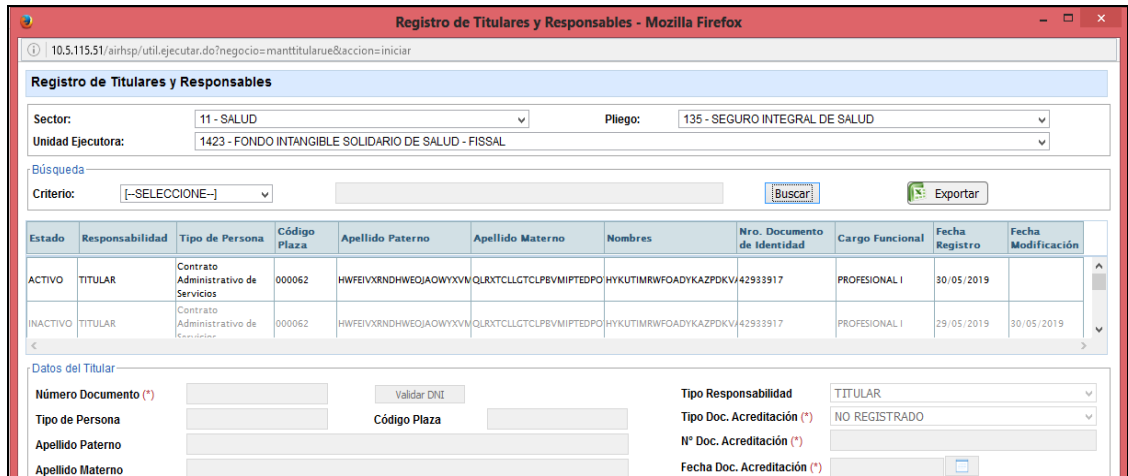 Registro de Titulares y Responsables - Mozilla Firefox
10.5.115.51/airhsp/util.ejecutar.do?negocio=manttitularue&accion=iniciar
Registro de Titulares y Responsables
Sector: 11 - SALUD Pliego: 135 - SEGURO INTEGRAL DE SALUD
Unidad Ejecutora: 1423 - FONDO INTANGIBLE SOLIDARIO DE SALUD - FISSAL
Búsqueda
Criterio: [--SELECCIONE--] Buscar Exportar
Estado Responsabilidad Tipo de Persona Código Plaza Apellido Paterno Apellido Materno Nombres Nro. Documento de Identidad Cargo Funcional Fecha Registro Fecha Modificación
ACTIVO TITULAR Contrato Administrativo de Servicios 000062 HWFEIVXRNDHWEQJAOWYXVM QLRXTCLLGTCLPBVMIPTEDPO HYKUTIMRWFOADYKAZPDKV 42933917 PROFESIONAL I 30/05/2019
INACTIVO TITULAR Contrato Administrativo de Servicios 000062 HWFEIVXRNDHWEQJAOWYXVM QLRXTCLLGTCLPBVMIPTEDPO HYKUTIMRWFOADYKAZPDKV 42933917 PROFESIONAL I 29/05/2019 30/05/2019
Datos del Titular
Número Documento (*) Validar DNI Tipo Responsabilidad TITULAR
Tipo de Persona Código Plaza Tipo Doc. Acreditación (*) NO REGISTRADO
Apellido Paterno N° Doc. Acreditación (*)
Apellido Materno Fecha Doc. Acreditación (*)